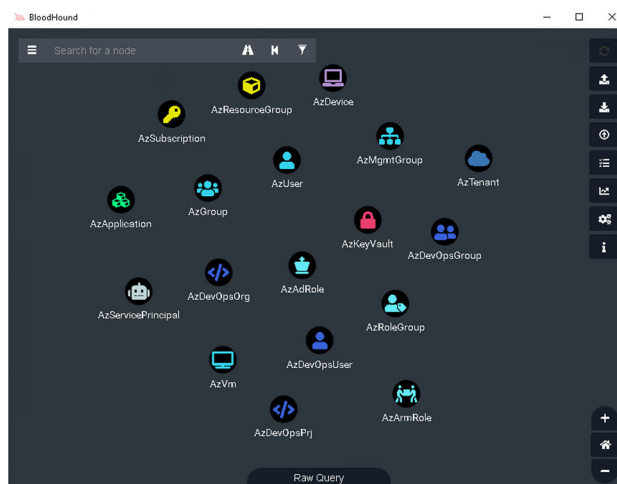 BloodHound
Search for a node
AzDevice
AzResourceGroup
AzSubscription
AzMgmtGroup
AzUser
AzTenant
AzGroup
AzApplication
AzKeyVault
AzDevOpsGroup
AzDevOpsOrg
AzAdRole
AzServicePrincipal
AzRoleGroup
AzDevOpsUser
AzVm
AzArmRole
AzDevOpsPrj
Raw Query